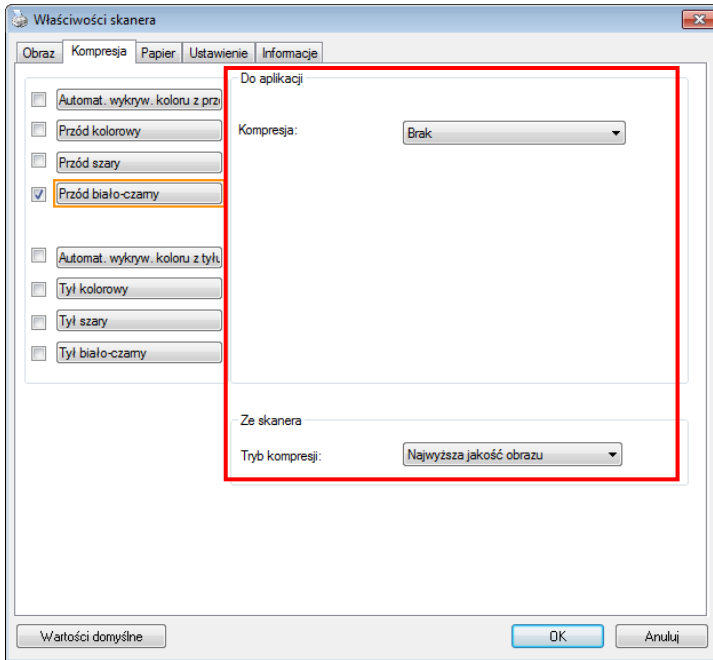 Właściwości skanera
Obraz Kompresja Papier Ustawienie Informacje
Automat. wykryw. koloru z prze
Przód kolorowy
Przód szary
Przód biało-czarny
Automat. wykryw. koloru z tyłu
Tył kolorowy
Tył szary
Tył biało-czarny
Do aplikacji
Kompresja: Brak
Ze skanera
Tryb kompresji: Najwyższa jakość obrazu
Wartości domyślne OK Anuluj